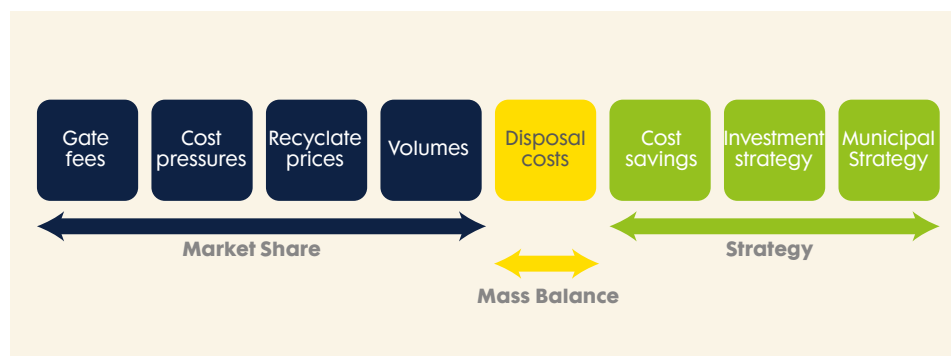 Gate
fees
Cost
pressures
Recyclate
prices
Volumes
Disposal
costs
Cost
savings
Investment
strategy
Municipal
Strategy
Market Share
Strategy
Mass Balance